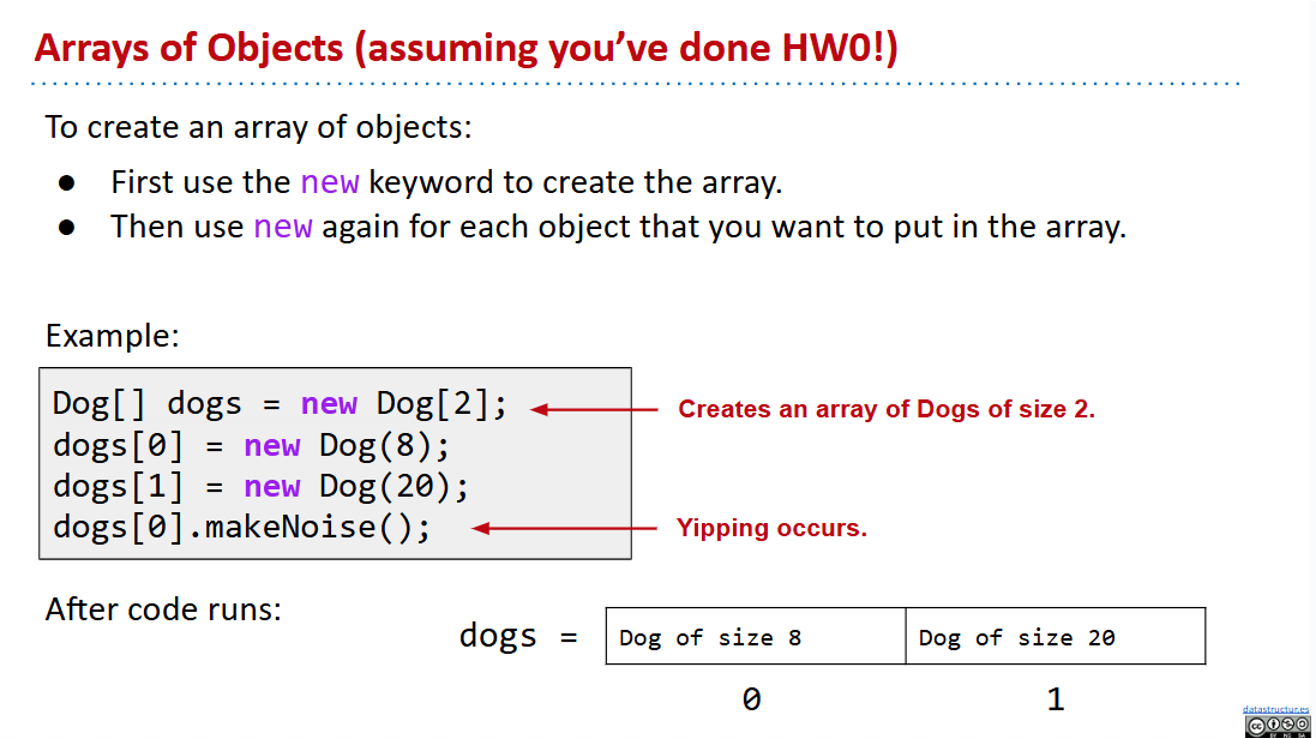 Arrays of Objects (assuming you’ve done HW0!)
To create an array of objects:
● First use the new keyword to create the array.
● Then use new again for each object that you want to put in the array.
Example:
Dog[] dogs = new Dog[2];
Creates an array of Dogs of size 2.
dogs[0] = new Dog(8);
dogs[1] = new Dog(20);
dogs[0].makeNoise();
Yipping occurs.
After code runs:
dogs =
Dog of size 8
Dog of size 20
0
1
datastructur.es
cc
BY NC SA